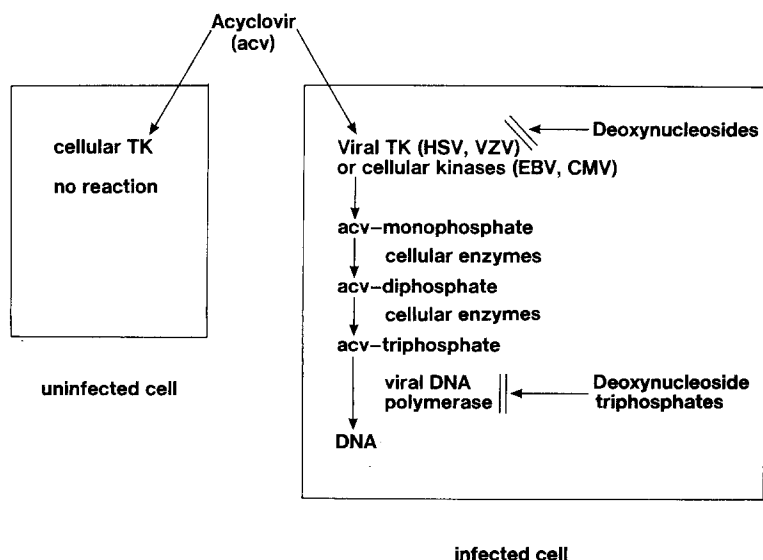 Acyclovir
(acv)
cellular TK
no reaction
uninfected cell
Viral TK (HSV, VZV)
or cellular kinases (EBV, CMV)
Deoxynucleosides
acv–monophosphate
cellular enzymes
acv–diphosphate
cellular enzymes
acv–triphosphate
viral DNA
polymerase
Deoxynucleoside
triphosphates
DNA
infected cell